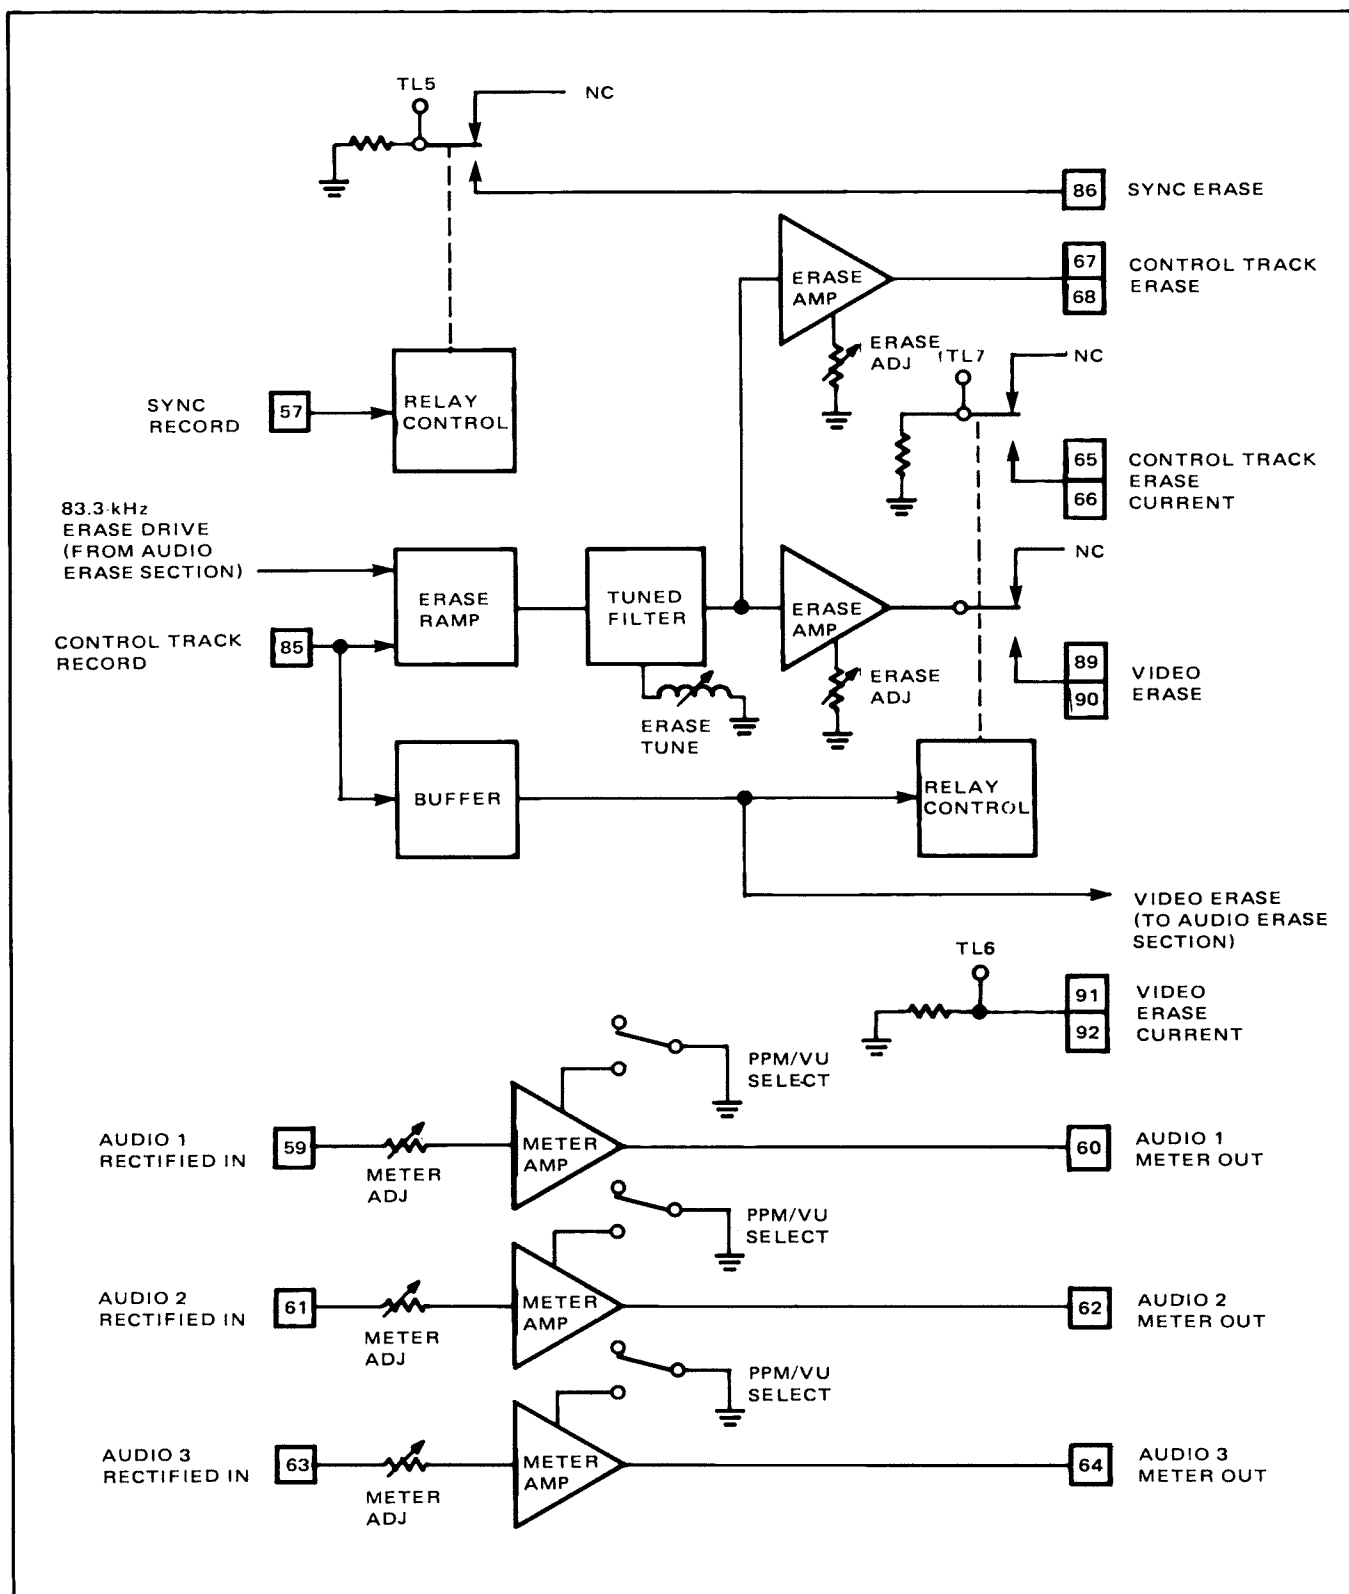 TL5
NC
86
SYNC ERASE
67
68
CONTROL TRACK
ERASE
ERASE
AMP
ERASE
ADJ
TL7
NC
SYNC
RECORD
57
RELAY
CONTROL
65
66
CONTROL TRACK
ERASE
CURRENT
83.3-kHz
ERASE DRIVE
(FROM AUDIO
ERASE SECTION)
ERASE
RAMP
TUNED
FILTER
ERASE
AMP
NC
CONTROL TRACK
RECORD
85
ERASE
TUNE
ERASE
ADJ
89
90
VIDEO
ERASE
BUFFER
RELAY
CONTROL
VIDEO ERASE
(TO AUDIO ERASE
SECTION)
TL6
91
92
VIDEO
ERASE
CURRENT
PPM/VU
SELECT
AUDIO 1
RECTIFIED IN
59
METER
ADJ
METER
AMP
60
AUDIO 1
METER OUT
PPM/VU
SELECT
AUDIO 2
RECTIFIED IN
61
METER
ADJ
METER
AMP
62
AUDIO 2
METER OUT
PPM/VU
SELECT
AUDIO 3
RECTIFIED IN
63
METER
ADJ
METER
AMP
64
AUDIO 3
METER OUT